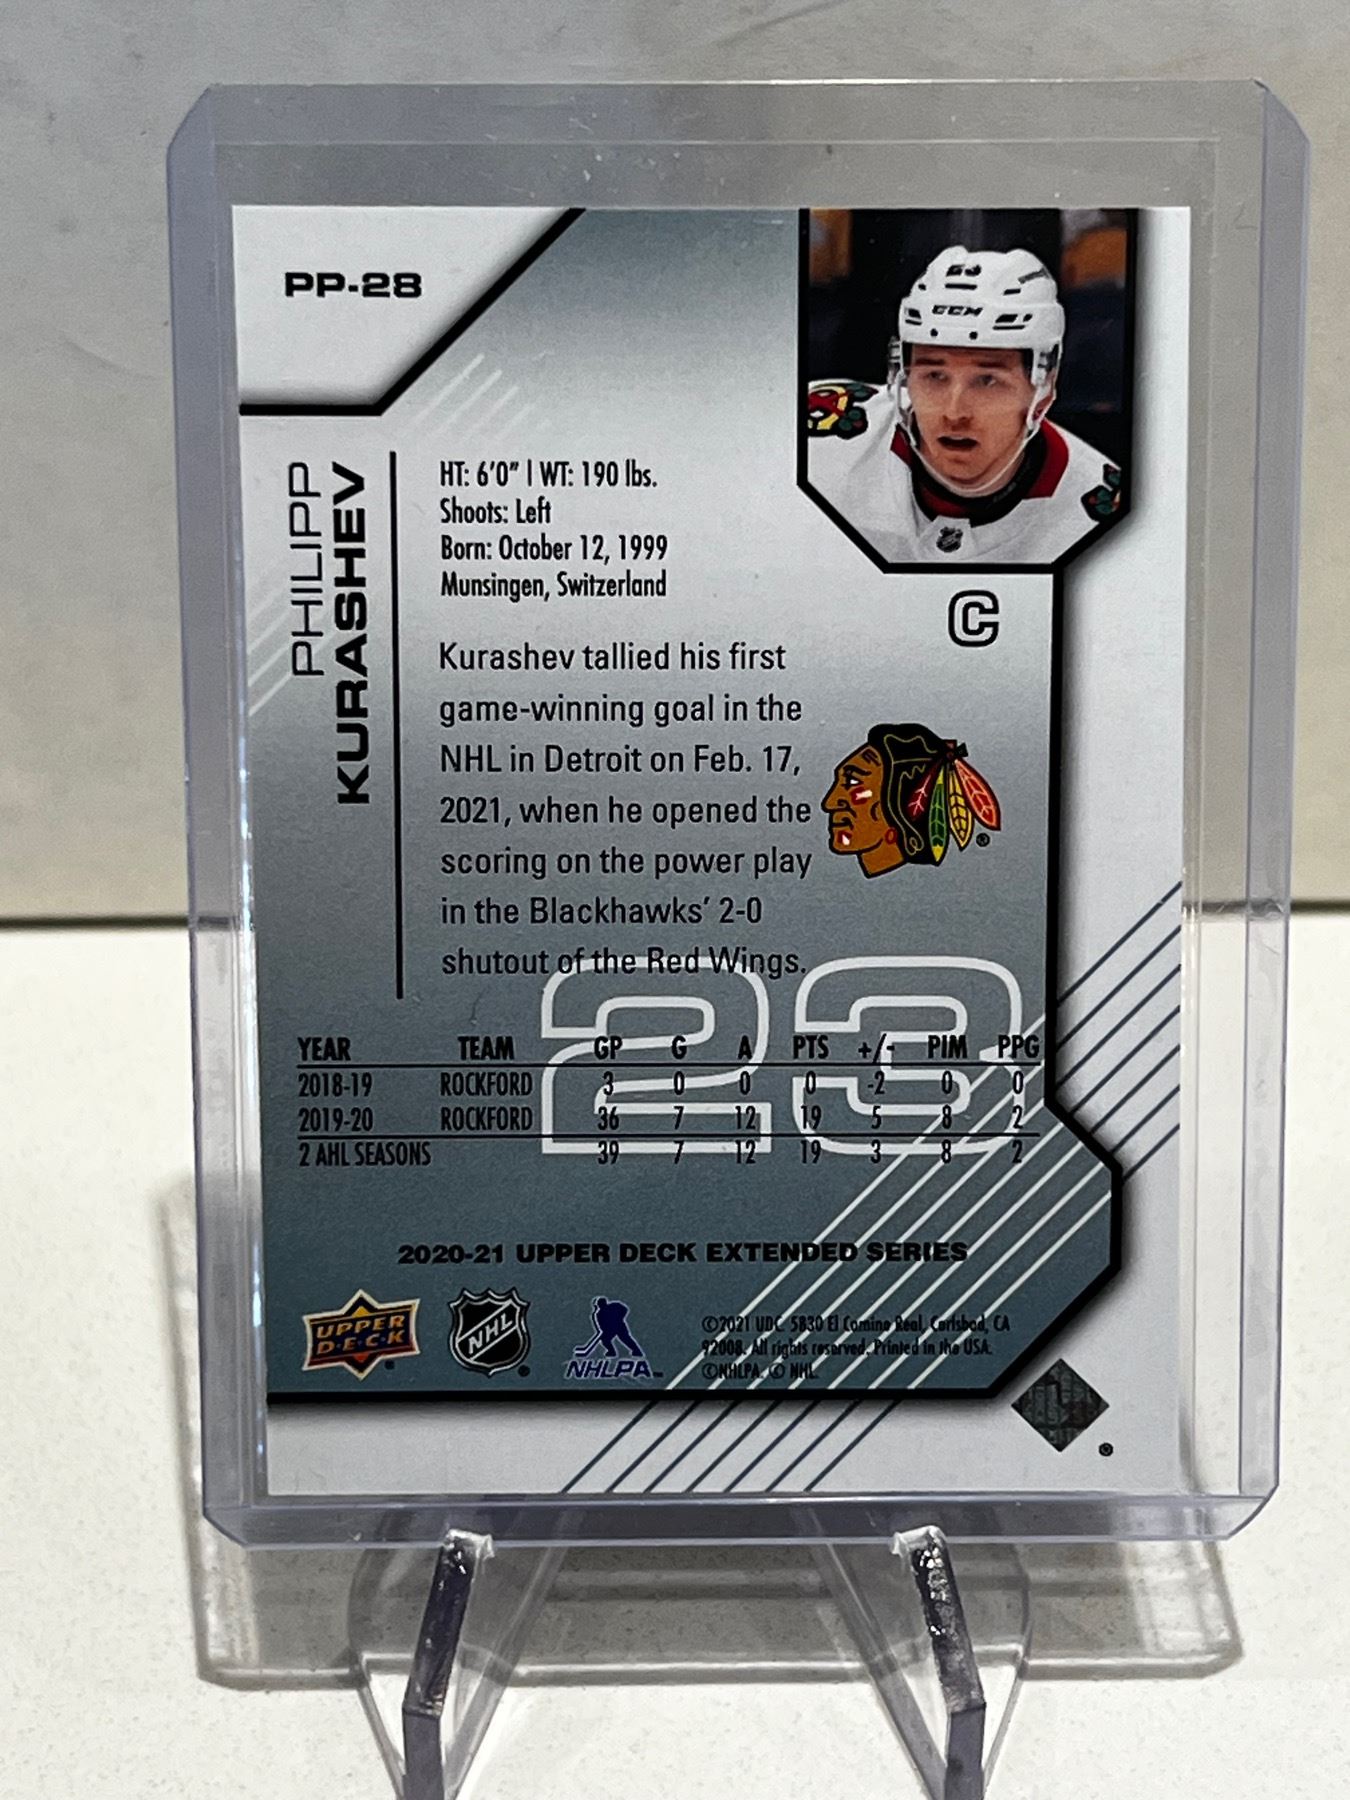 PP-28
23
CCM
PHILIPP
KURASHEV
HT: 6'0" | WT: 190 lbs.
Shoots: Left
Born: October 12, 1999
Munsingen, Switzerland
C
Kurashev tallied his first
game-winning goal in the
NHL in Detroit on Feb. 17,
2021, when he opened the
scoring on the power play
in the Blackhawks' 2-0
shutout of the Red Wings.
®
23
YEAR TEAM GP G A PTS +/- PIM PPG
2018-19 ROCKFORD 3 0 0 0 -2 0 0
2019-20 ROCKFORD 36 7 12 19 5 8 2
2 AHL SEASONS 39 7 12 19 3 8 2
2020-21 UPPER DECK EXTENDED SERIES
UPPER
D·E·C·K ®
NHL ®
NHLPA™
©2021 UDC, 5830 El Camino Real, Carlsbad, CA
92008. All rights reserved. Printed in the USA.
©NHLPA. © NHL.
®